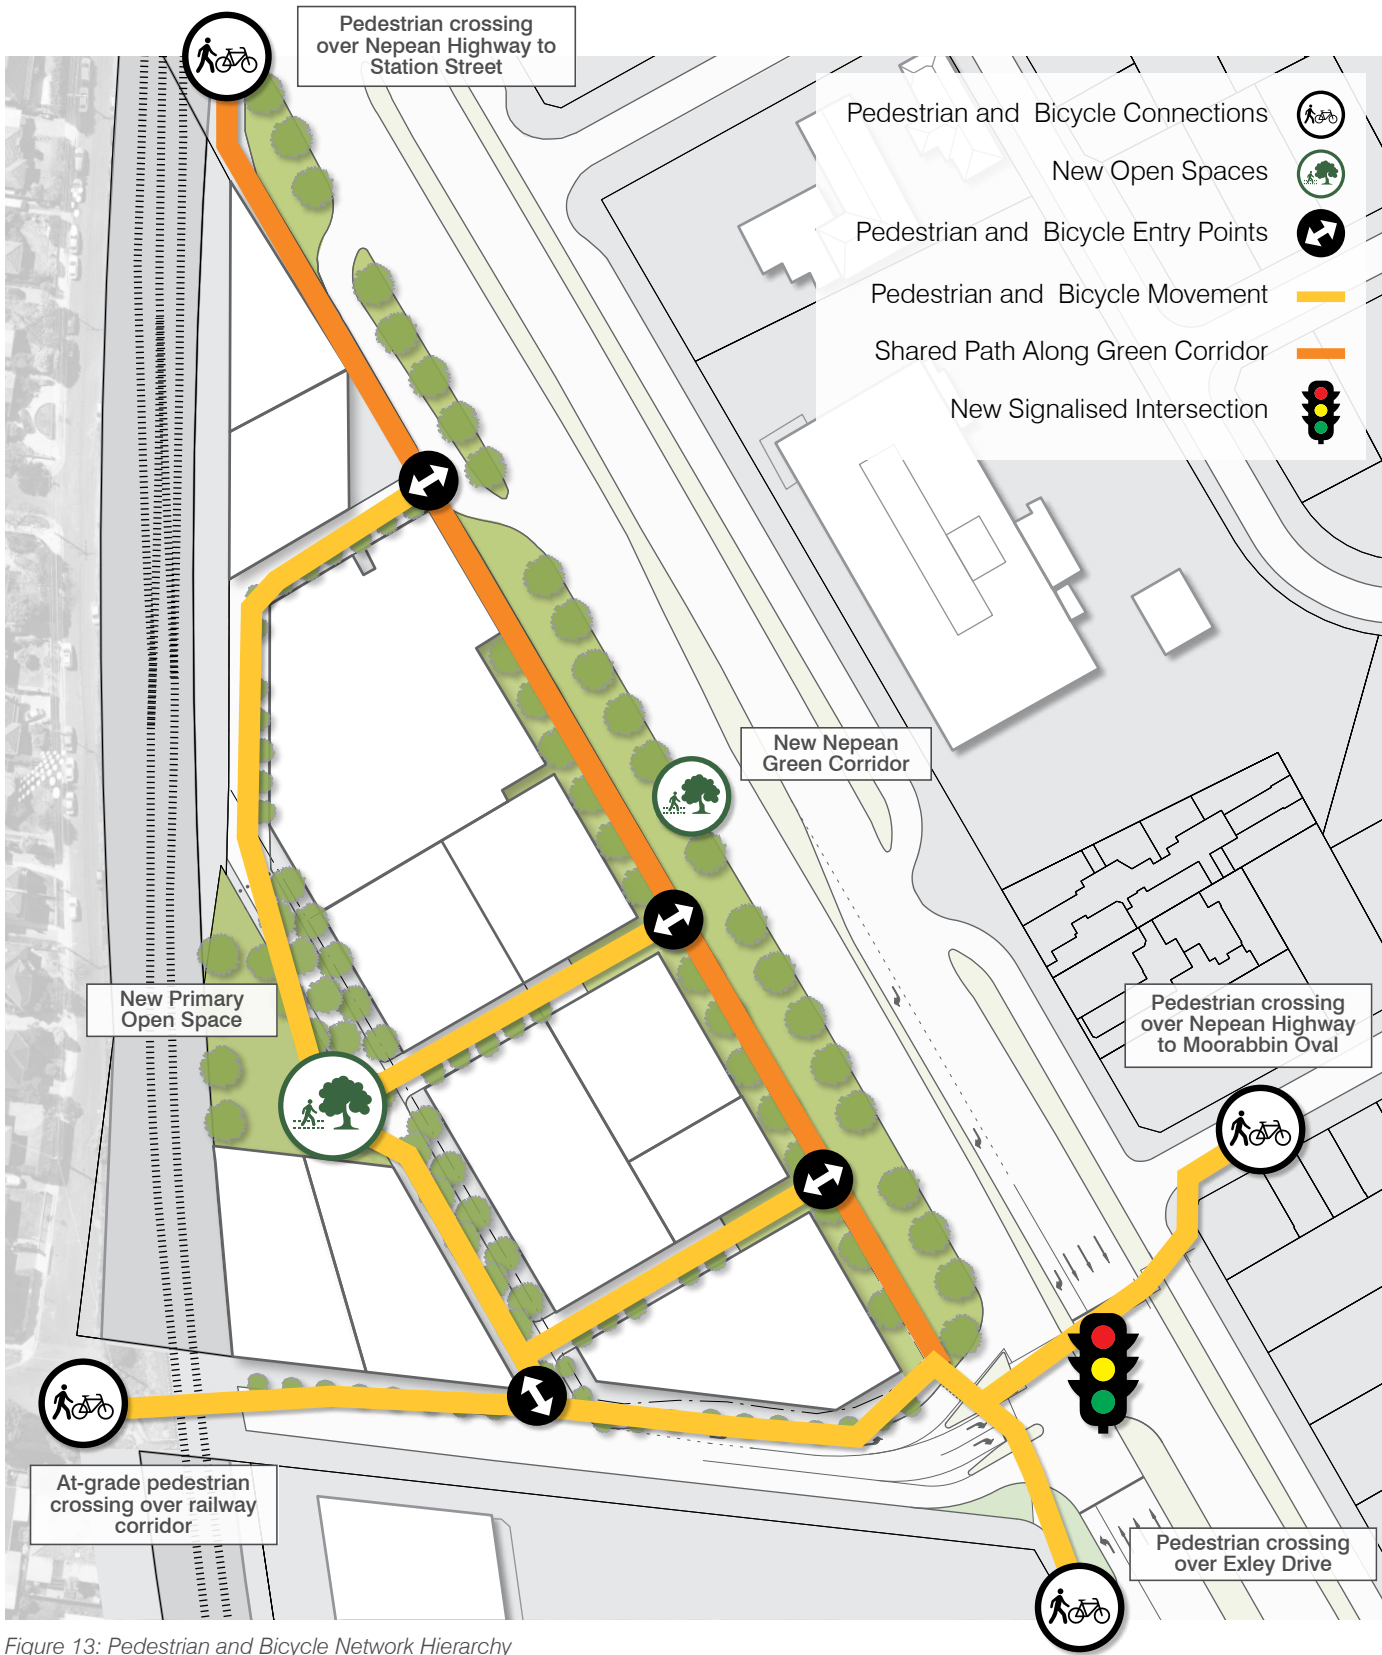 Pedestrian crossing
over Nepean Highway to
Station Street
Pedestrian and Bicycle Connections
New Open Spaces
Pedestrian and Bicycle Entry Points
Pedestrian and Bicycle Movement
Shared Path Along Green Corridor
New Signalised Intersection
New Nepean
Green Corridor
New Primary
Open Space
Pedestrian crossing
over Nepean Highway
to Moorabbin Oval
At-grade pedestrian
crossing over railway
corridor
Pedestrian crossing
over Exley Drive
Figure 13: Pedestrian and Bicycle Network Hierarchy